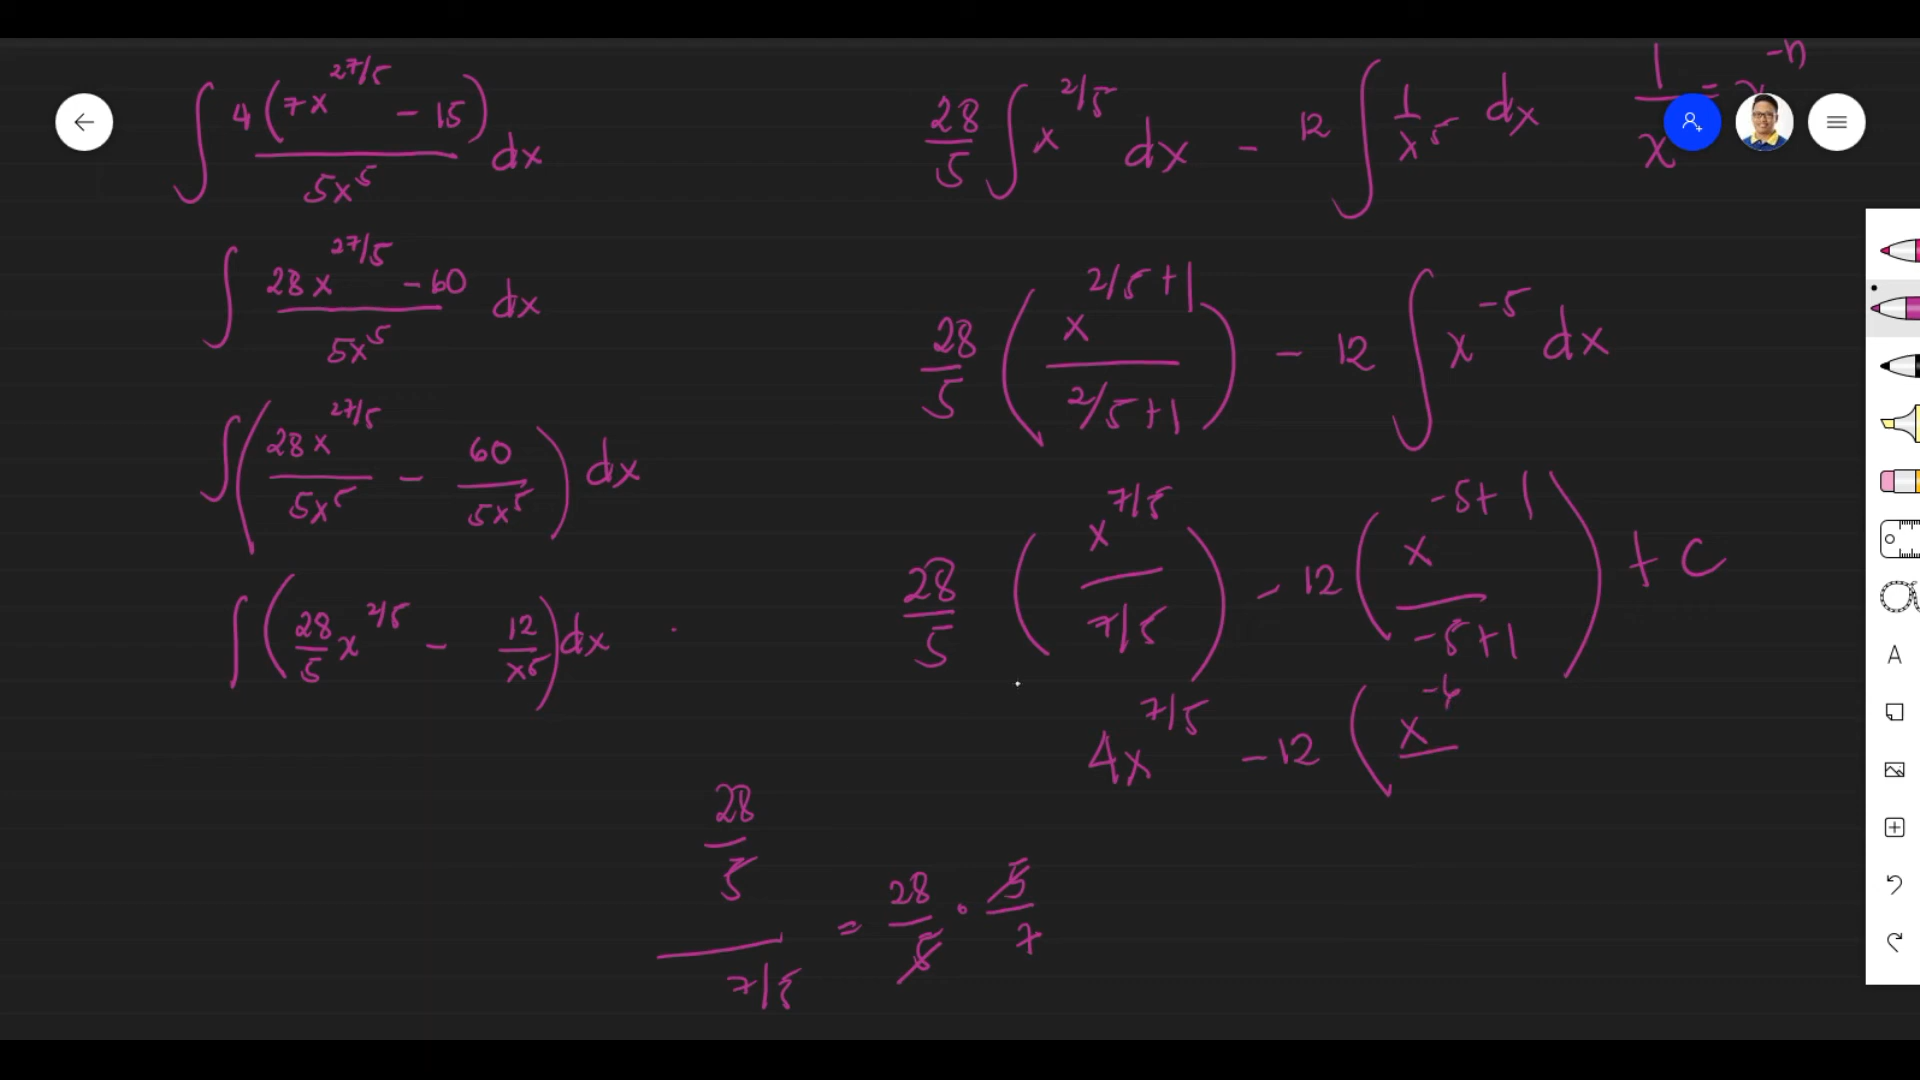 ∫ 4(7x^27/5 - 15) / 5x^5 dx
∫ 28x^27/5 - 60 / 5x^5 dx
∫ (28x^27/5 / 5x^5 - 60 / 5x^5) dx
∫ (28/5 x^2/5 - 12/x5) dx
28/5 ∫ x^2/5 dx - 12 ∫ 1/x^5 dx
1/x = x^-n
28/5 (x^2/5+1 / 2/5+1) - 12 ∫ x^-5 dx
28/5 (x^7/5 / 7/5) - 12 (x^-5+1 / -5+1) + C
4x^7/5 - 12 (x^-4
28/5 / 7/5 = 28/5 · 5/7
A